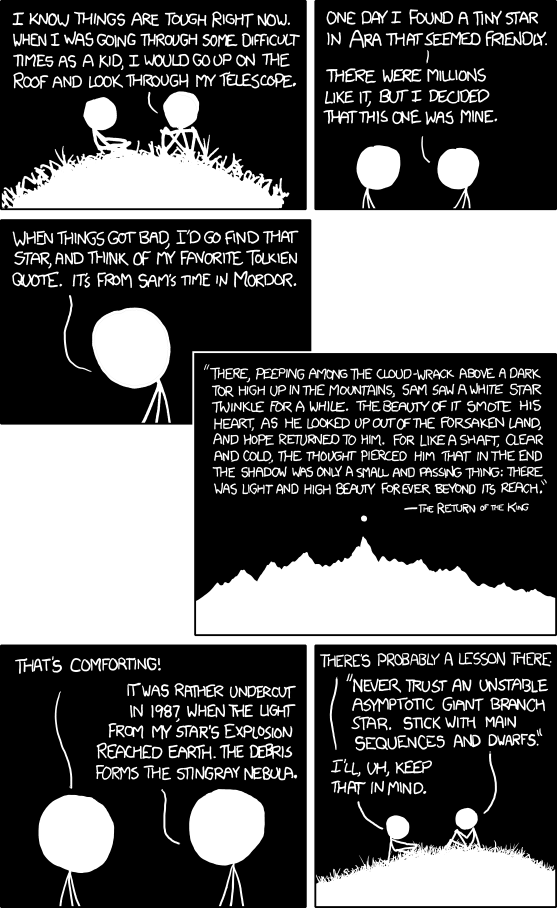 I KNOW THINGS ARE TOUGH RIGHT NOW.
WHEN I WAS GOING THROUGH SOME DIFFICULT
TIMES AS A KID, I WOULD GO UP ON THE
ROOF AND LOOK THROUGH MY TELESCOPE.
ONE DAY I FOUND A TINY STAR
IN ARA THAT SEEMED FRIENDLY.
THERE WERE MILLIONS
LIKE IT, BUT I DECIDED
THAT THIS ONE WAS MINE.
WHEN THINGS GOT BAD, I'D GO FIND THAT
STAR, AND THINK OF MY FAVORITE TOLKIEN
QUOTE. IT'S FROM SAM'S TIME IN MORDOR.
"THERE, PEEPING AMONG THE CLOUD-WRACK ABOVE A DARK
TOR HIGH UP IN THE MOUNTAINS, SAM SAW A WHITE STAR
TWINKLE FOR A WHILE. THE BEAUTY OF IT SMOTE HIS
HEART, AS HE LOOKED UP OUT OF THE FORSAKEN LAND,
AND HOPE RETURNED TO HIM. FOR LIKE A SHAFT, CLEAR
AND COLD, THE THOUGHT PIERCED HIM THAT IN THE END
THE SHADOW WAS ONLY A SMALL AND PASSING THING: THERE
WAS LIGHT AND HIGH BEAUTY FOREVER BEYOND ITS REACH."
—THE RETURN OF THE KING
THAT'S COMFORTING!
IT WAS RATHER UNDERCUT
IN 1987, WHEN THE LIGHT
FROM MY STAR'S EXPLOSION
REACHED EARTH. THE DEBRIS
FORMS THE STINGRAY NEBULA.
THERE'S PROBABLY A LESSON THERE.
"NEVER TRUST AN UNSTABLE
ASYMPTOTIC GIANT BRANCH
STAR. STICK WITH MAIN
SEQUENCES AND DWARFS."
I'LL, UH, KEEP
THAT IN MIND.